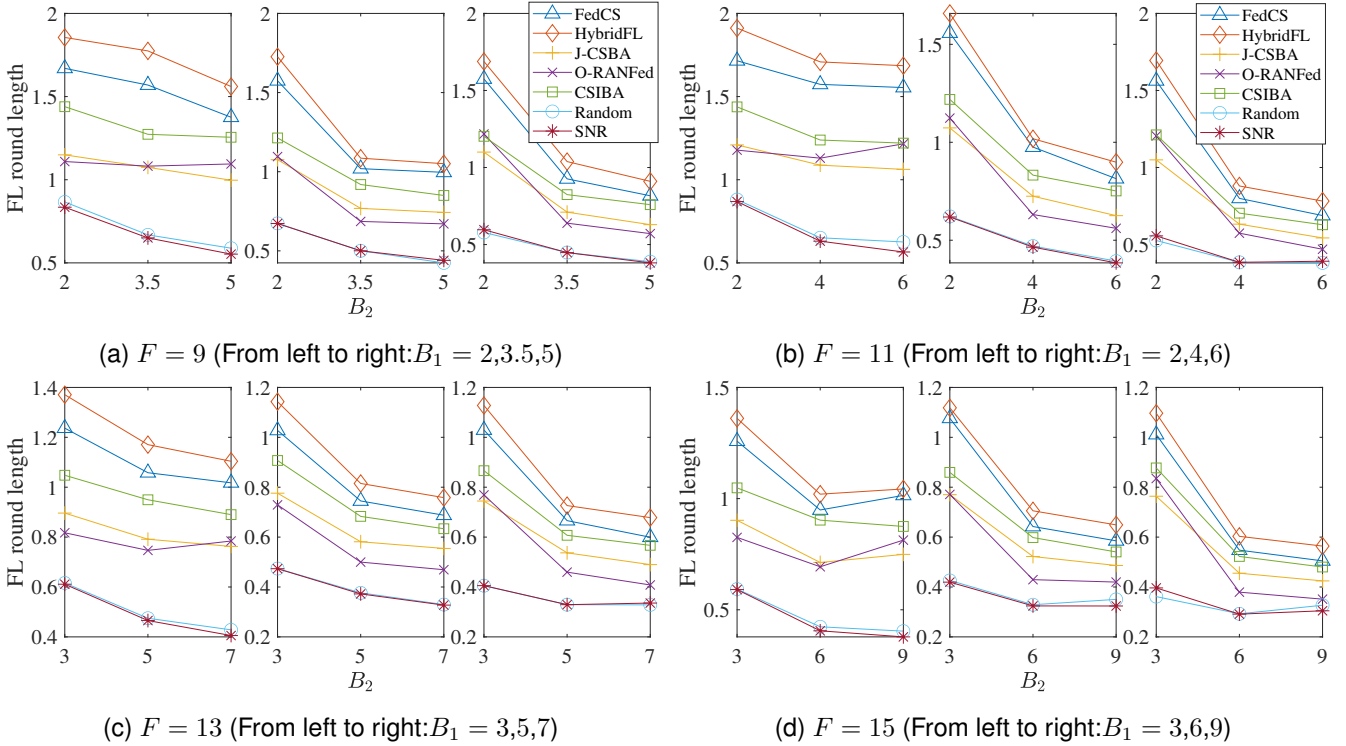 2
1.5
1
0.5
FL round length
2 3.5 5
2
1.5
1
0.5
2 3.5 5
B₂
2
1.5
1
0.5
2 3.5 5
FedCS
HybridFL
J-CSBA
O-RANFed
CSIBA
Random
SNR
(a) F = 9 (From left to right:B₁ = 2,3.5,5)
2
1.5
1
0.5
FL round length
2 4 6
1.5
1
0.5
2 4 6
B₂
2
1.5
1
0.5
2 4 6
FedCS
HybridFL
J-CSBA
O-RANFed
CSIBA
Random
SNR
(b) F = 11 (From left to right:B₁ = 2,4,6)
1.4
1.2
1
0.8
0.6
0.4
FL round length
3 5 7
1.2
1
0.8
0.6
0.4
0.2
3 5 7
B₂
1.2
1
0.8
0.6
0.4
0.2
3 5 7
(c) F = 13 (From left to right:B₁ = 3,5,7)
1.5
1
0.5
FL round length
3 6 9
1.2
1
0.8
0.6
0.4
0.2
3 6 9
B₂
1.2
1
0.8
0.6
0.4
0.2
3 6 9
(d) F = 15 (From left to right:B₁ = 3,6,9)